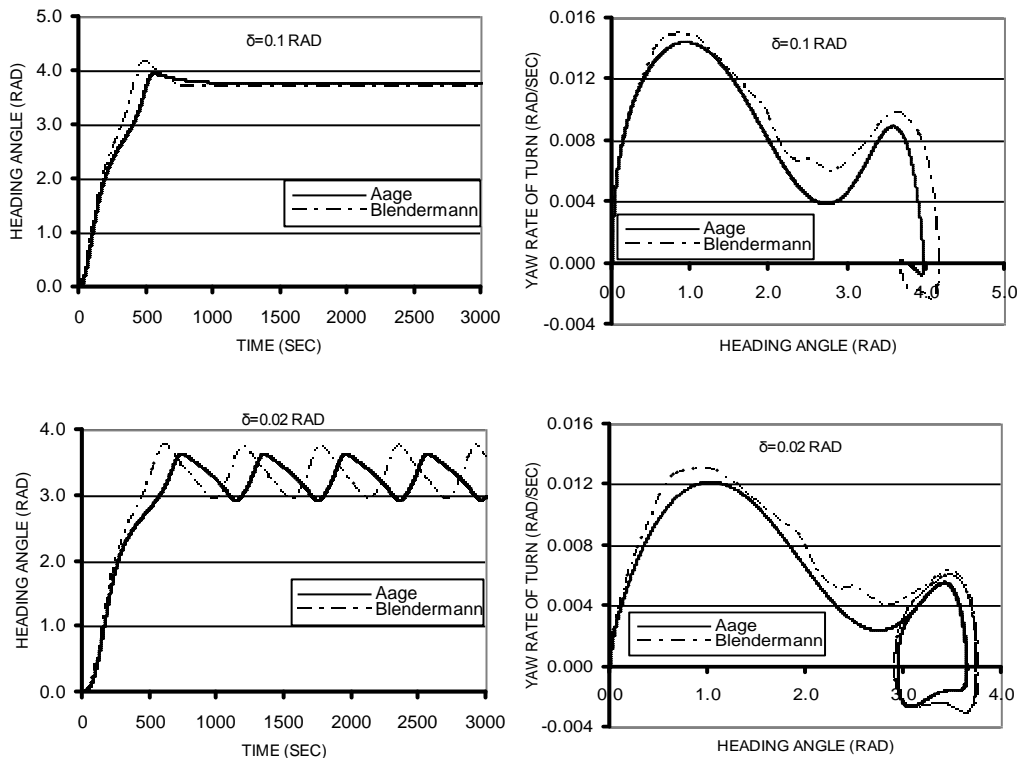 δ=0.1 RAD
HEADING ANGLE (RAD)
5.0
4.0
3.0
2.0
1.0
0.0
Aage
Blendermann
0 500 1000 1500 2000 2500 3000
TIME (SEC)
δ=0.1 RAD
YAW RATE OF TURN (RAD/SEC)
0.016
0.012
0.008
0.004
0.000
-0.004
Aage
Blendermann
0.0 1.0 2.0 3.0 4.0 5.0
HEADING ANGLE (RAD)
δ=0.02 RAD
HEADING ANGLE (RAD)
4.0
3.0
2.0
1.0
0.0
Aage
Blendermann
0 500 1000 1500 2000 2500 3000
TIME (SEC)
δ=0.02 RAD
YAW RATE OF TURN (RAD/SEC)
0.016
0.012
0.008
0.004
0.000
-0.004
Aage
Blendermann
0.0 1.0 2.0 3.0 4.0
HEADING ANGLE (RAD)